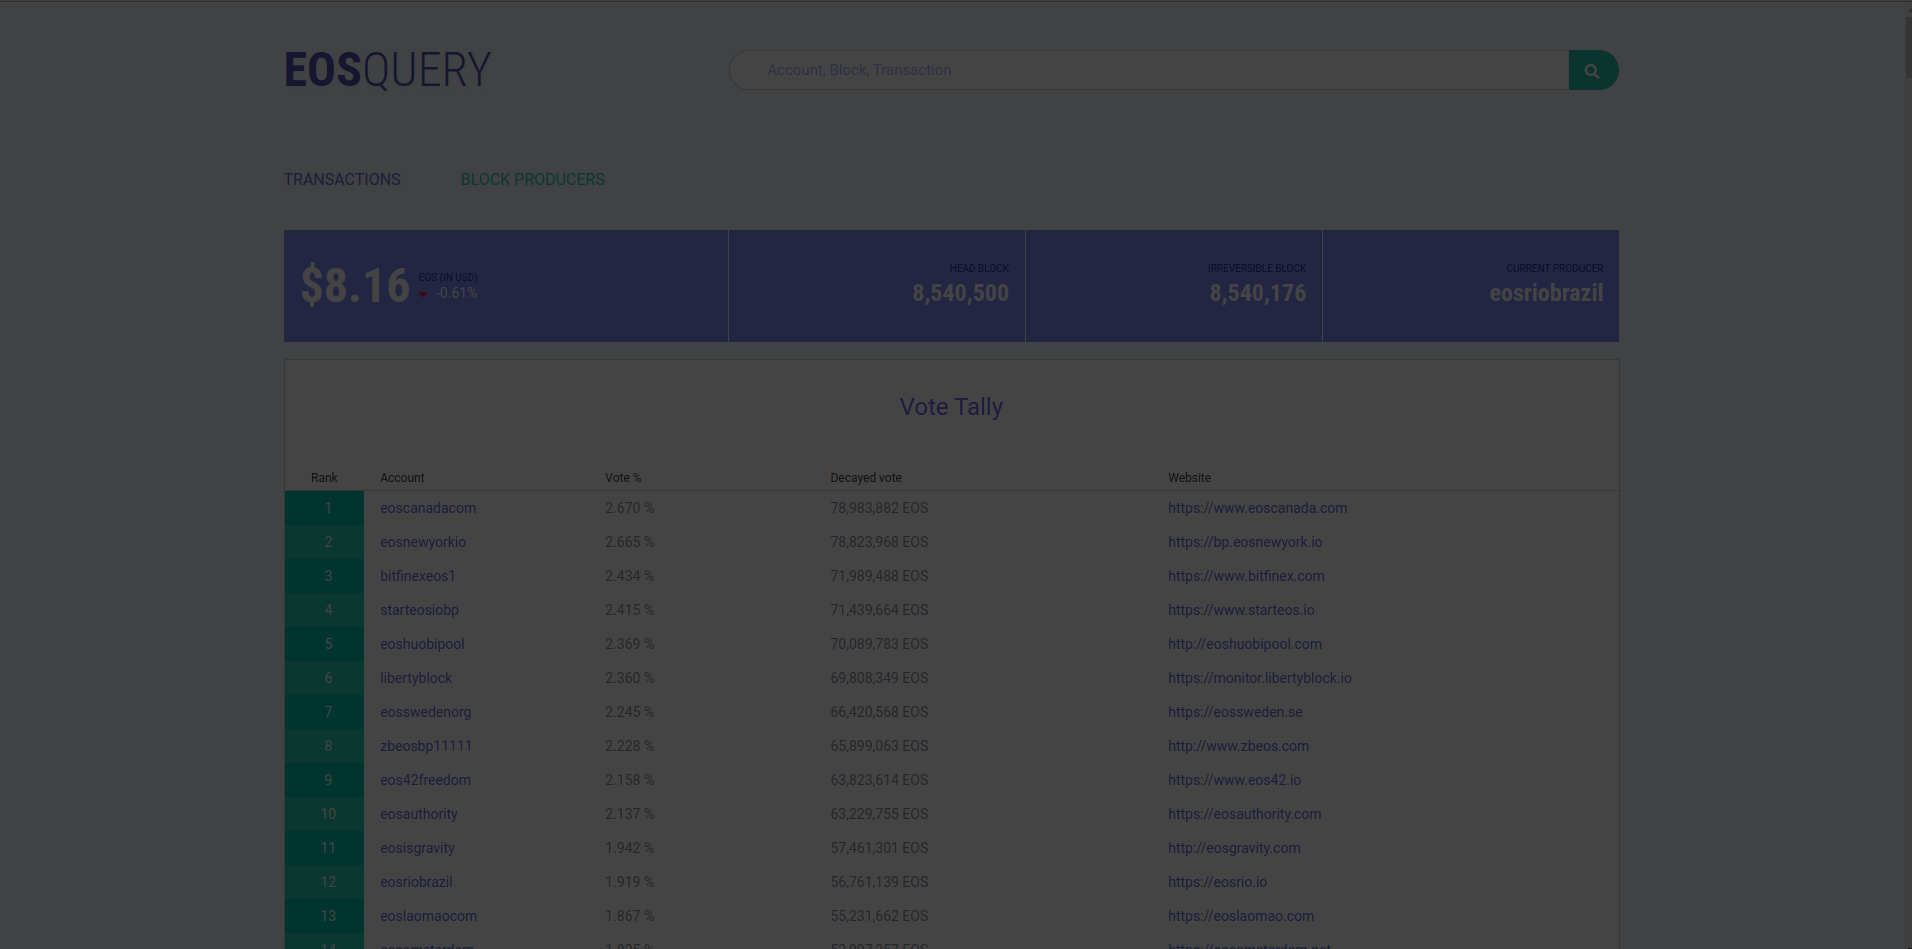 EOSQUERY
Account, Block, Transaction
TRANSACTIONS BLOCK PRODUCERS
$8.16 EOS (IN USD) -0.61%
HEAD BLOCK 8,540,500
IRREVERSIBLE BLOCK 8,540,176
CURRENT PRODUCER eosriobrazil
Vote Tally
Rank Account Vote % Decayed vote Website
1 eoscanadacom 2.670 % 78,983,882 EOS https://www.eoscanada.com
2 eosnewyorkio 2.665 % 78,823,968 EOS https://bp.eosnewyork.io
3 bitfinexeos1 2.434 % 71,989,488 EOS https://www.bitfinex.com
4 starteosiobp 2.415 % 71,439,664 EOS https://www.starteos.io
5 eoshuobipool 2.369 % 70,089,783 EOS http://eoshuobipool.com
6 libertyblock 2.360 % 69,808,349 EOS https://monitor.libertyblock.io
7 eosswedenorg 2.245 % 66,420,568 EOS https://eossweden.se
8 zbeosbp11111 2.228 % 65,899,063 EOS http://www.zbeos.com
9 eos42freedom 2.158 % 63,823,614 EOS https://www.eos42.io
10 eosauthority 2.137 % 63,229,755 EOS https://eosauthority.com
11 eosisgravity 1.942 % 57,461,301 EOS http://eosgravity.com
12 eosriobrazil 1.919 % 56,761,139 EOS https://eosrio.io
13 eoslaomaocom 1.867 % 55,231,662 EOS https://eoslaomao.com